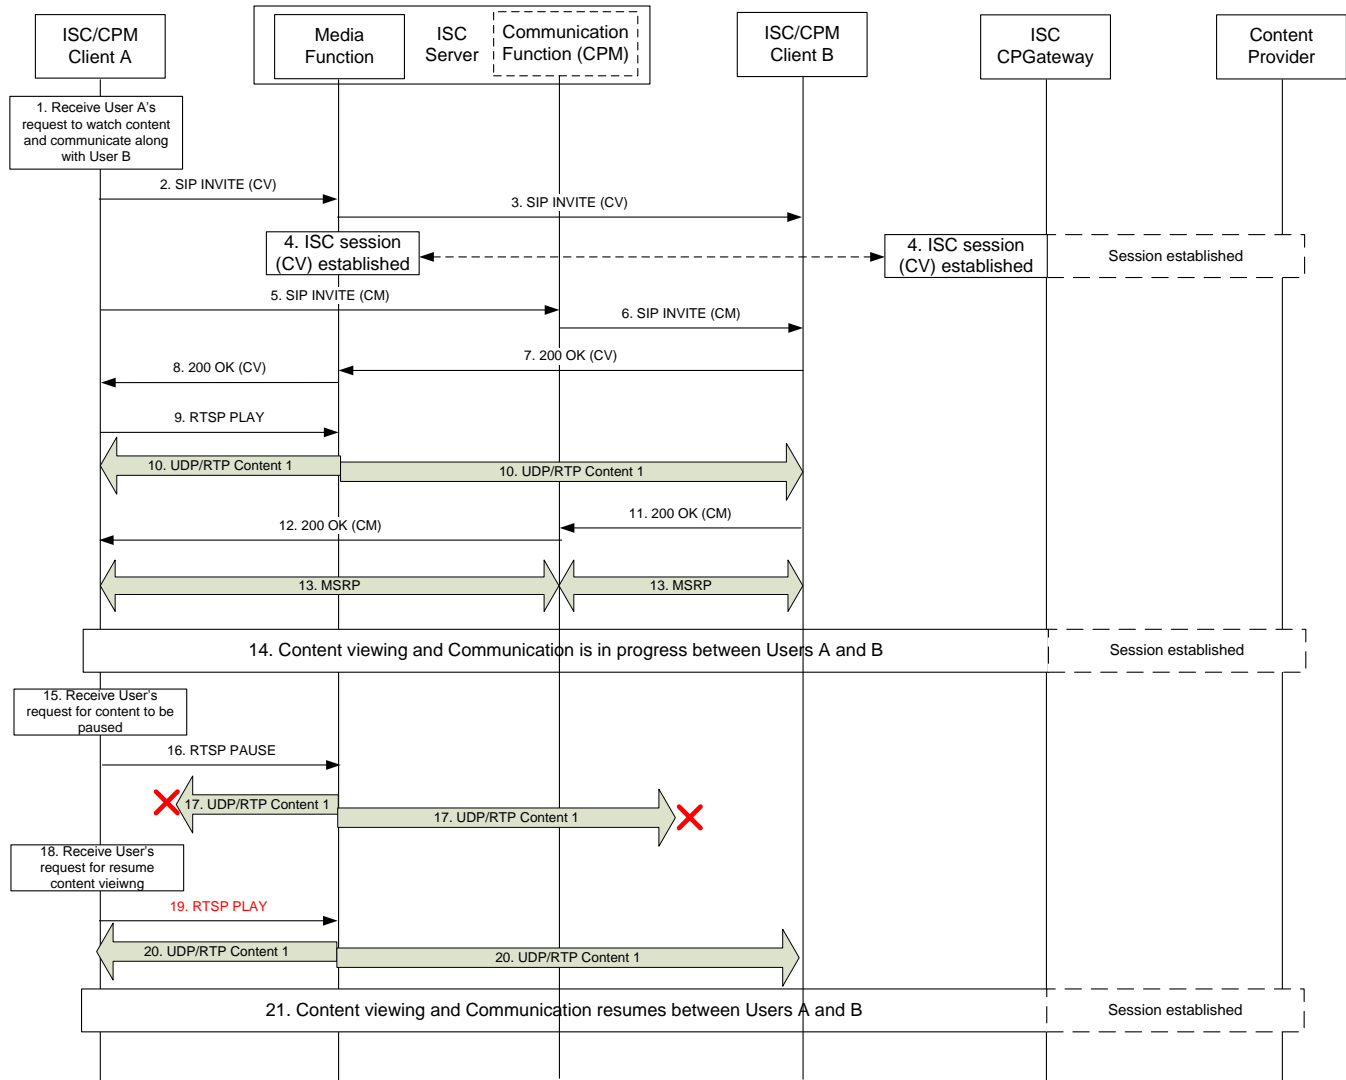 ISC/CPM
Client A
Media
Function
ISC
Server
Communication
Function (CPM)
ISC/CPM
Client B
ISC
CPGateway
Content
Provider
1. Receive User A's
request to watch content
and communicate along
with User B
2. SIP INVITE (CV)
3. SIP INVITE (CV)
4. ISC session
(CV) established
4. ISC session
(CV) established
Session established
5. SIP INVITE (CM)
6. SIP INVITE (CM)
7. 200 OK (CV)
8. 200 OK (CV)
9. RTSP PLAY
10. UDP/RTP Content 1
10. UDP/RTP Content 1
11. 200 OK (CM)
12. 200 OK (CM)
13. MSRP
13. MSRP
14. Content viewing and Communication is in progress between Users A and B
Session established
15. Receive User's
request for content to be
paused
16. RTSP PAUSE
17. UDP/RTP Content 1
17. UDP/RTP Content 1
18. Receive User's
request for resume
content vieiwng
19. RTSP PLAY
20. UDP/RTP Content 1
20. UDP/RTP Content 1
21. Content viewing and Communication resumes between Users A and B
Session established